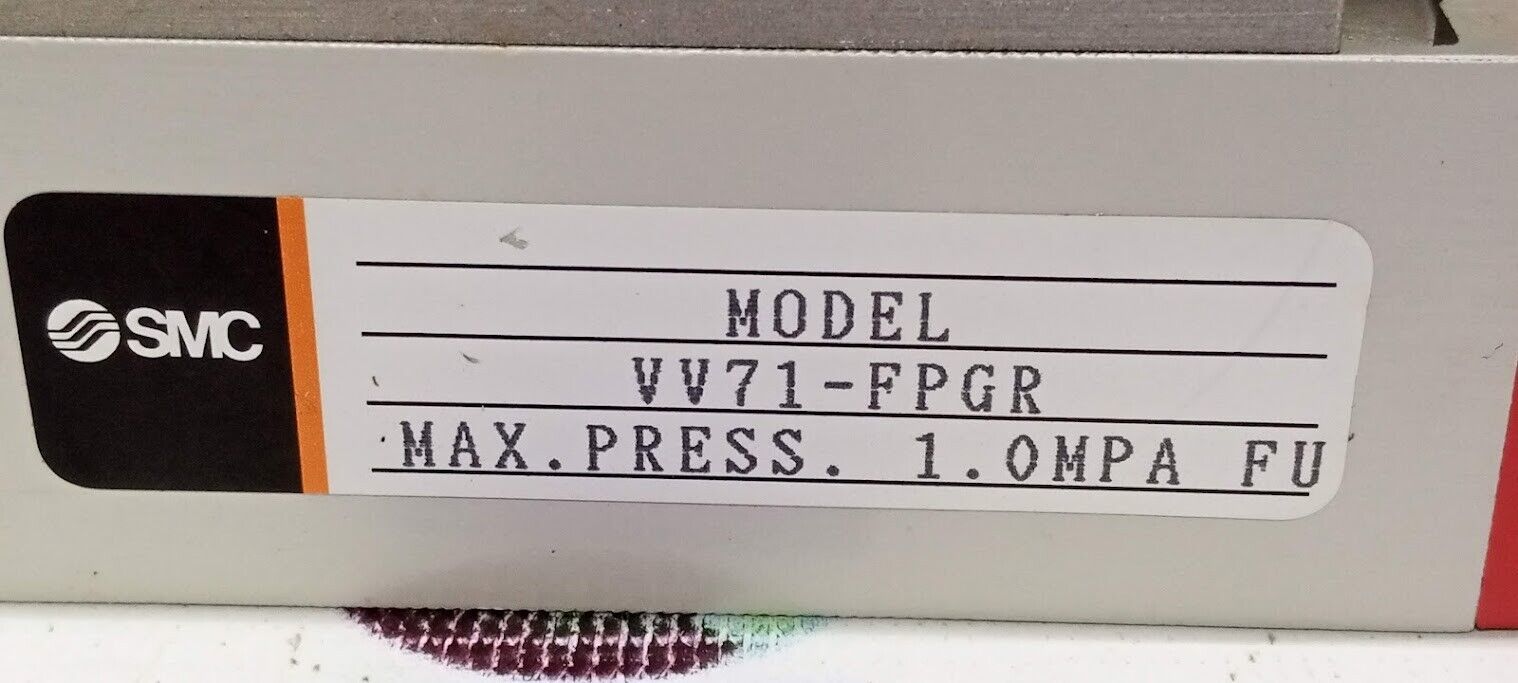 SMC
MODEL
VV71-FPGR
MAX.PRESS. 1.0MPA FU